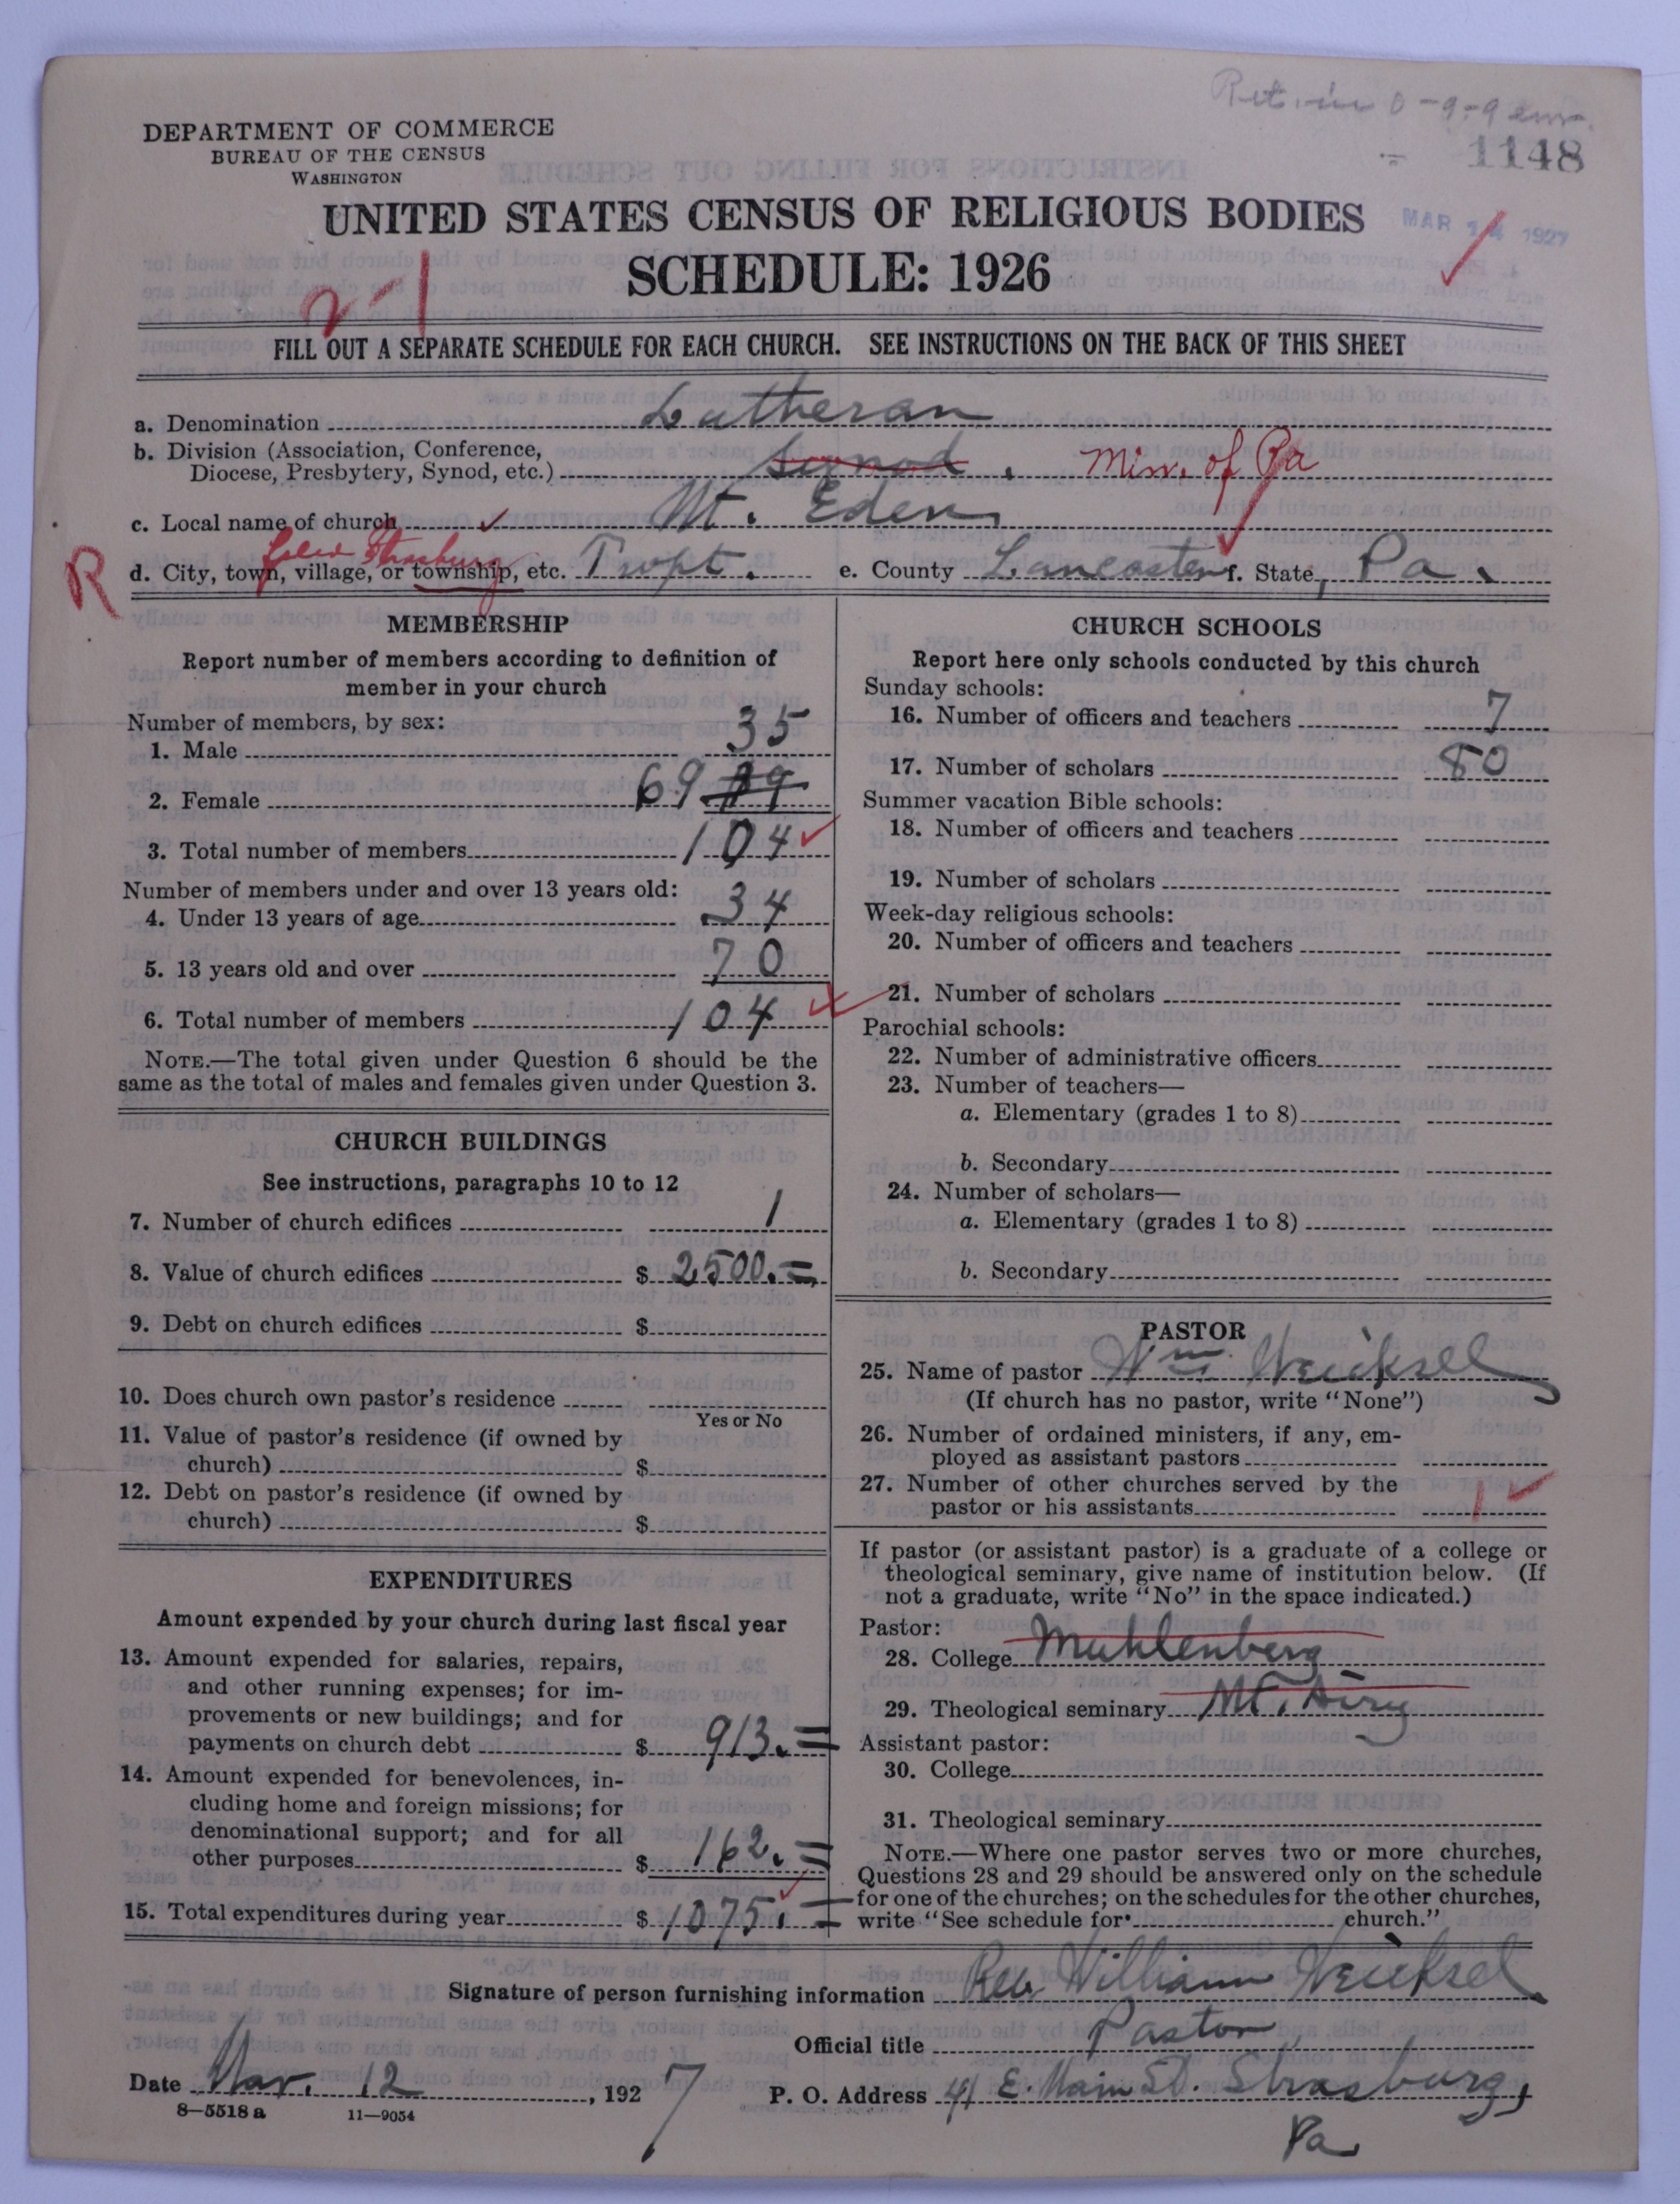 1148
DEPARTMENT OF COMMERCE
BUREAU OF THE CENSUS
WASHINGTON
UNITED STATES CENSUS OF RELIGIOUS BODIES
MAR 14 1927
SCHEDULE: 1926
2-1
FILL OUT A SEPARATE SCHEDULE FOR EACH CHURCH. SEE INSTRUCTIONS ON THE BACK OF THIS SHEET
a. Denomination Lutheran
b. Division (Association, Conference,
Diocese, Presbytery, Synod, etc.) Synod. Min. of Pa
c. Local name of church ✓ Mt. Eden
R d. City, town, village, or township, etc. Strasburg Twpt. e. County Lancaster f. State Pa.
MEMBERSHIP
Report number of members according to definition of
member in your church
Number of members, by sex:
1. Male 35
2. Female 69
3. Total number of members 104 ✓
Number of members under and over 13 years old:
4. Under 13 years of age 34
5. 13 years old and over 70
6. Total number of members 104 ✓
NOTE.—The total given under Question 6 should be the
same as the total of males and females given under Question 3.
CHURCH BUILDINGS
See instructions, paragraphs 10 to 12
7. Number of church edifices 1
8. Value of church edifices $ 2500.=
9. Debt on church edifices $
10. Does church own pastor's residence
Yes or No
11. Value of pastor's residence (if owned by
church) $
12. Debt on pastor's residence (if owned by
church) $
EXPENDITURES
Amount expended by your church during last fiscal year
13. Amount expended for salaries, repairs,
and other running expenses; for im-
provements or new buildings; and for
payments on church debt $ 913.=
14. Amount expended for benevolences, in-
cluding home and foreign missions; for
denominational support; and for all
other purposes $ 162.=
15. Total expenditures during year $ 1075.=
CHURCH SCHOOLS
Report here only schools conducted by this church
Sunday schools:
16. Number of officers and teachers 7
17. Number of scholars 80
Summer vacation Bible schools:
18. Number of officers and teachers
19. Number of scholars
Week-day religious schools:
20. Number of officers and teachers
21. Number of scholars
Parochial schools:
22. Number of administrative officers
23. Number of teachers—
a. Elementary (grades 1 to 8)
b. Secondary
24. Number of scholars—
a. Elementary (grades 1 to 8)
b. Secondary
PASTOR
25. Name of pastor Wm. Weicksel
(If church has no pastor, write "None")
26. Number of ordained ministers, if any, em-
ployed as assistant pastors
27. Number of other churches served by the
pastor or his assistants 1 ✓
If pastor (or assistant pastor) is a graduate of a college or
theological seminary, give name of institution below. (If
not a graduate, write "No" in the space indicated.)
Pastor:
28. College Muhlenberg
29. Theological seminary Mt. Airy
Assistant pastor:
30. College
31. Theological seminary
NOTE.—Where one pastor serves two or more churches,
Questions 28 and 29 should be answered only on the schedule
for one of the churches; on the schedules for the other churches,
write "See schedule for church."
Signature of person furnishing information Rev. William Weicksel
Official title Pastor
Date Mar. 12, 1927 P. O. Address 41 E. Main St. Strasburg,
Pa
8—5518 a 11—9054